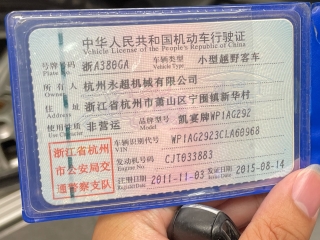 中华人民共和国机动车行驶证
Vehicle License of the People's Republic of China
号牌号码 浙A380GA 车辆类型 小型越野客车
Plate No. Vehicle Type
所有人 杭州永超机械有限公司
Owner
住址 浙江省杭州市萧山区宁围镇新华村
Address
使用性质 非营运 品牌型号 凯宴牌WP1AG292
Use Character Model
浙江省杭州市公安局交通警察支队
车辆识别代号 WP1AG2923CLA60968
VIN
发动机号码 CJT033883
Engine No.
注册日期 2011-11-03 发证日期 2015-08-14
Register Date Issue Date